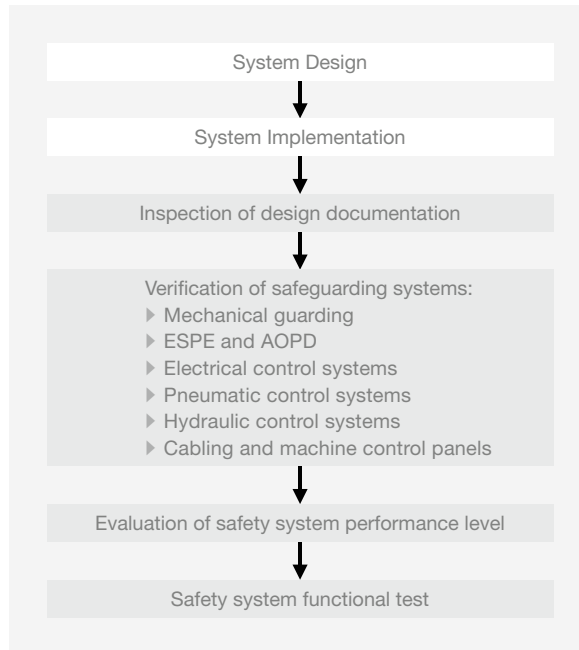 System Design
System Implementation
Inspection of design documentation
Verification of safeguarding systems:
Mechanical guarding
ESPE and AOPD
Electrical control systems
Pneumatic control systems
Hydraulic control systems
Cabling and machine control panels
Evaluation of safety system performance level
Safety system functional test